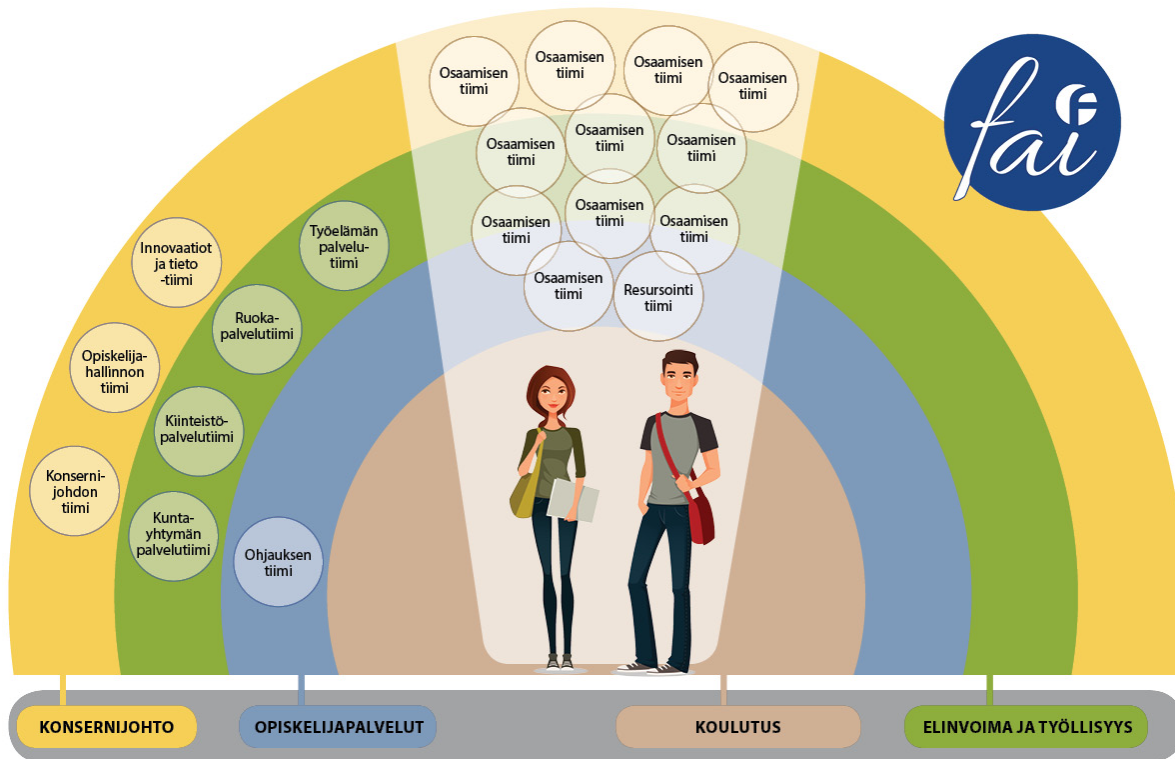 Osaamisen
tiimi
Osaamisen
tiimi
Osaamisen
tiimi
Osaamisen
tiimi
fai
Osaamisen
tiimi
Osaamisen
tiimi
Osaamisen
tiimi
Osaamisen
tiimi
Osaamisen
tiimi
Osaamisen
tiimi
Osaamisen
tiimi
Resursointi
tiimi
Työelämän
palvelu-
tiimi
Innovaatiot
ja tieto
-tiimi
Ruoka-
palvelutiimi
Opiskelija-
hallinnon
tiimi
Kiinteistö-
palvelutiimi
Konserni-
johdon
tiimi
Kunta-
yhtymän
palvelutiimi
Ohjauksen
tiimi
KONSERNIJOHTO
OPISKELIJAPALVELUT
KOULUTUS
ELINVOIMA JA TYÖLLISYYS